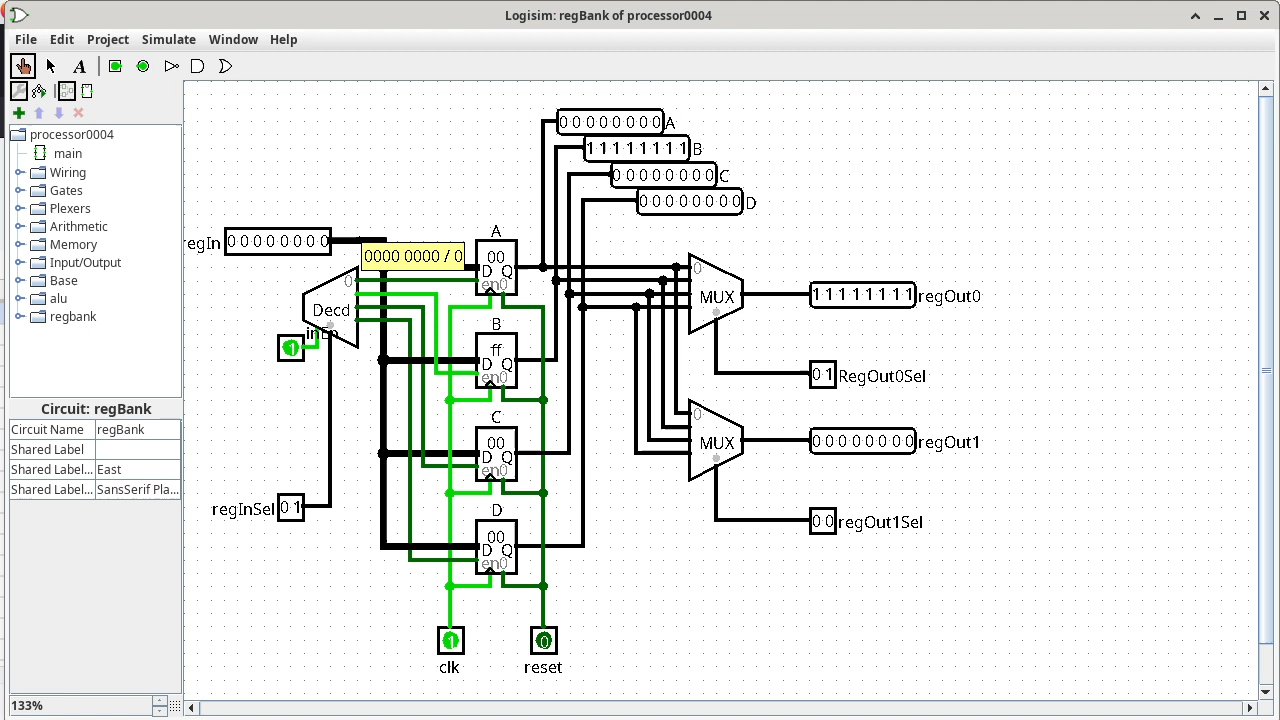 Logisim: regBank of processor0004
File Edit Project Simulate Window Help
A
processor0004
main
Wiring
Gates
Plexers
Arithmetic
Memory
Input/Output
Base
alu
regbank
Circuit: regBank
Circuit Name regBank
Shared Label
Shared Label... East
Shared Label... SansSerif Pla...
133%
0 0 0 0 0 0 0 0 A
1 1 1 1 1 1 1 1 B
0 0 0 0 0 0 0 0 C
0 0 0 0 0 0 0 0 D
regIn 0 0 0 0 0 0 0 0
0000 0000 / 0
0
Decd
inEn
1
regInSel 0 1
A
00
D Q
en0
B
ff
D Q
en0
C
00
D Q
en0
D
00
D Q
en0
1
clk
0
reset
0
MUX
1 1 1 1 1 1 1 1 regOut0
0 1 RegOut0Sel
0
MUX
0 0 0 0 0 0 0 0 regOut1
0 0 regOut1Sel